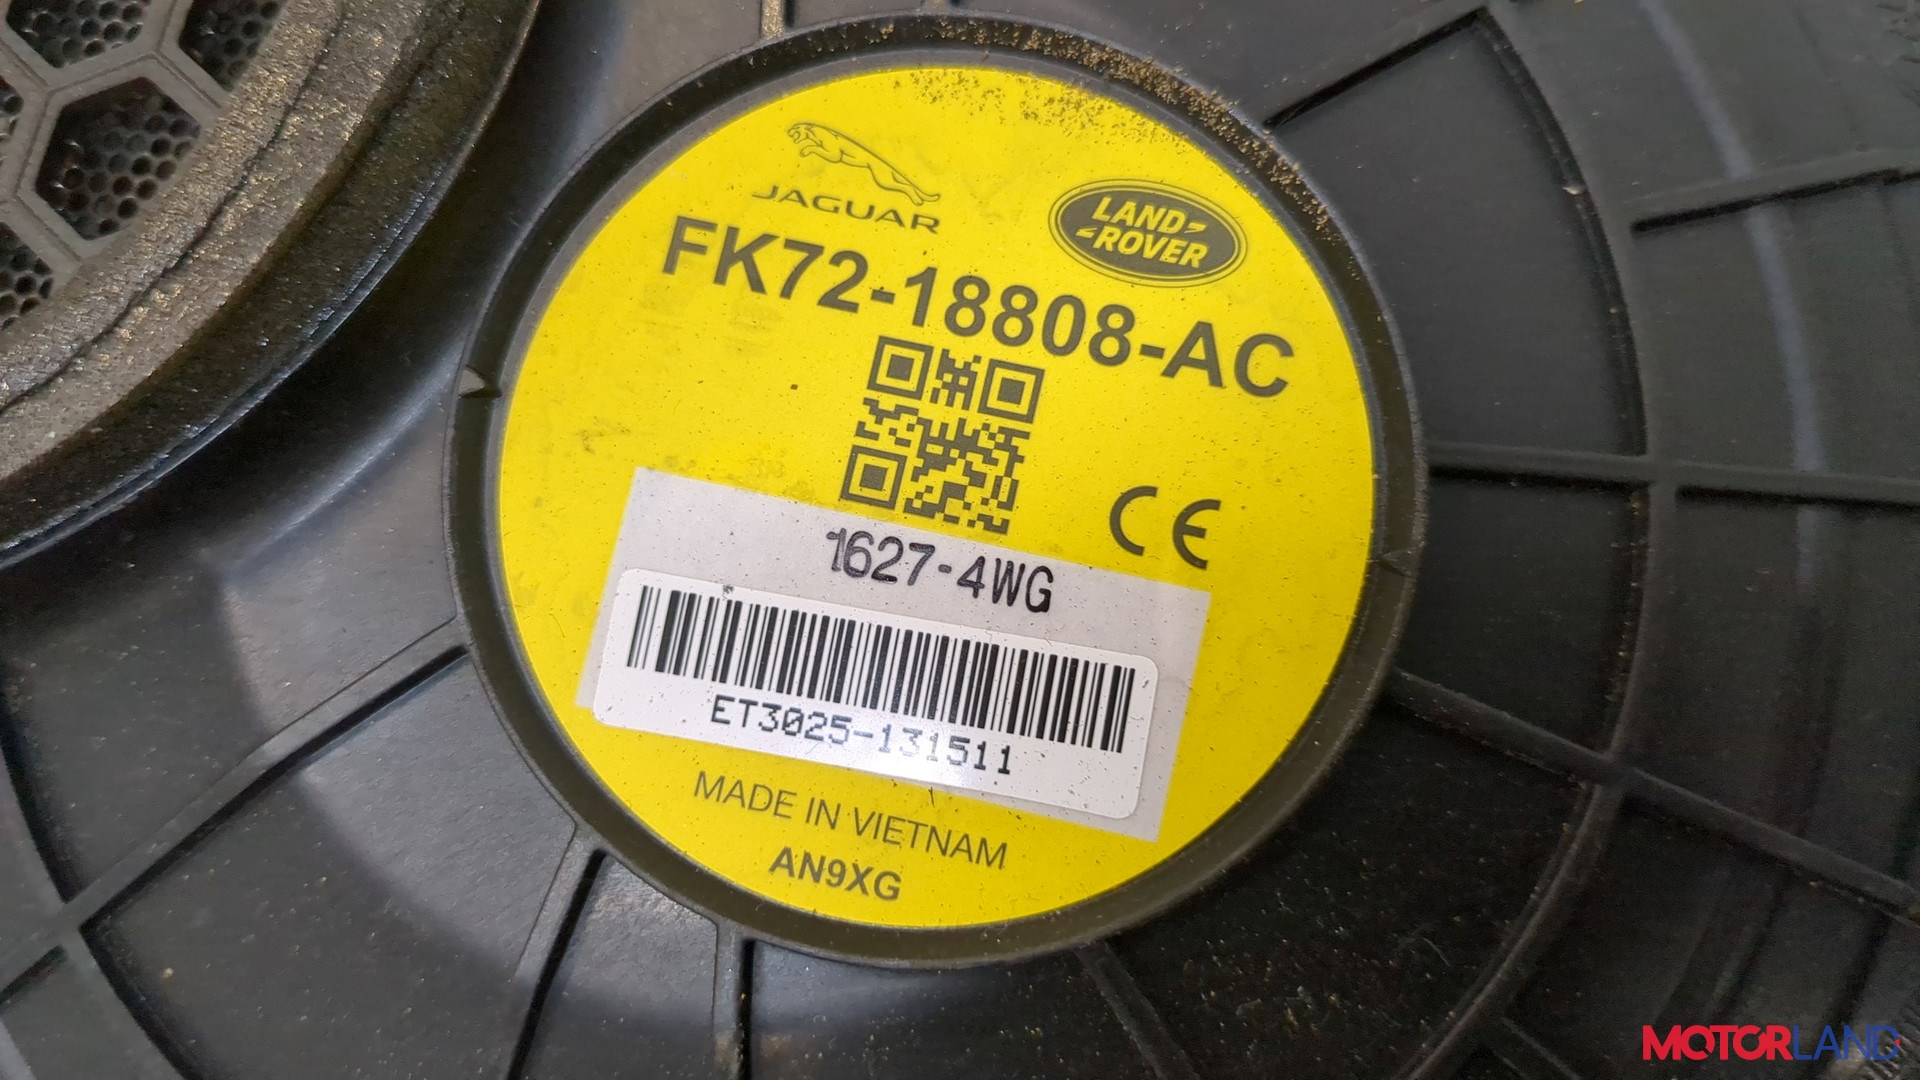 JAGUAR
LAND
ROVER
FK72-18808-AC
CE
1627-4WG
ET3025-131511
MADE IN VIETNAM
AN9XG
MOTORLAND